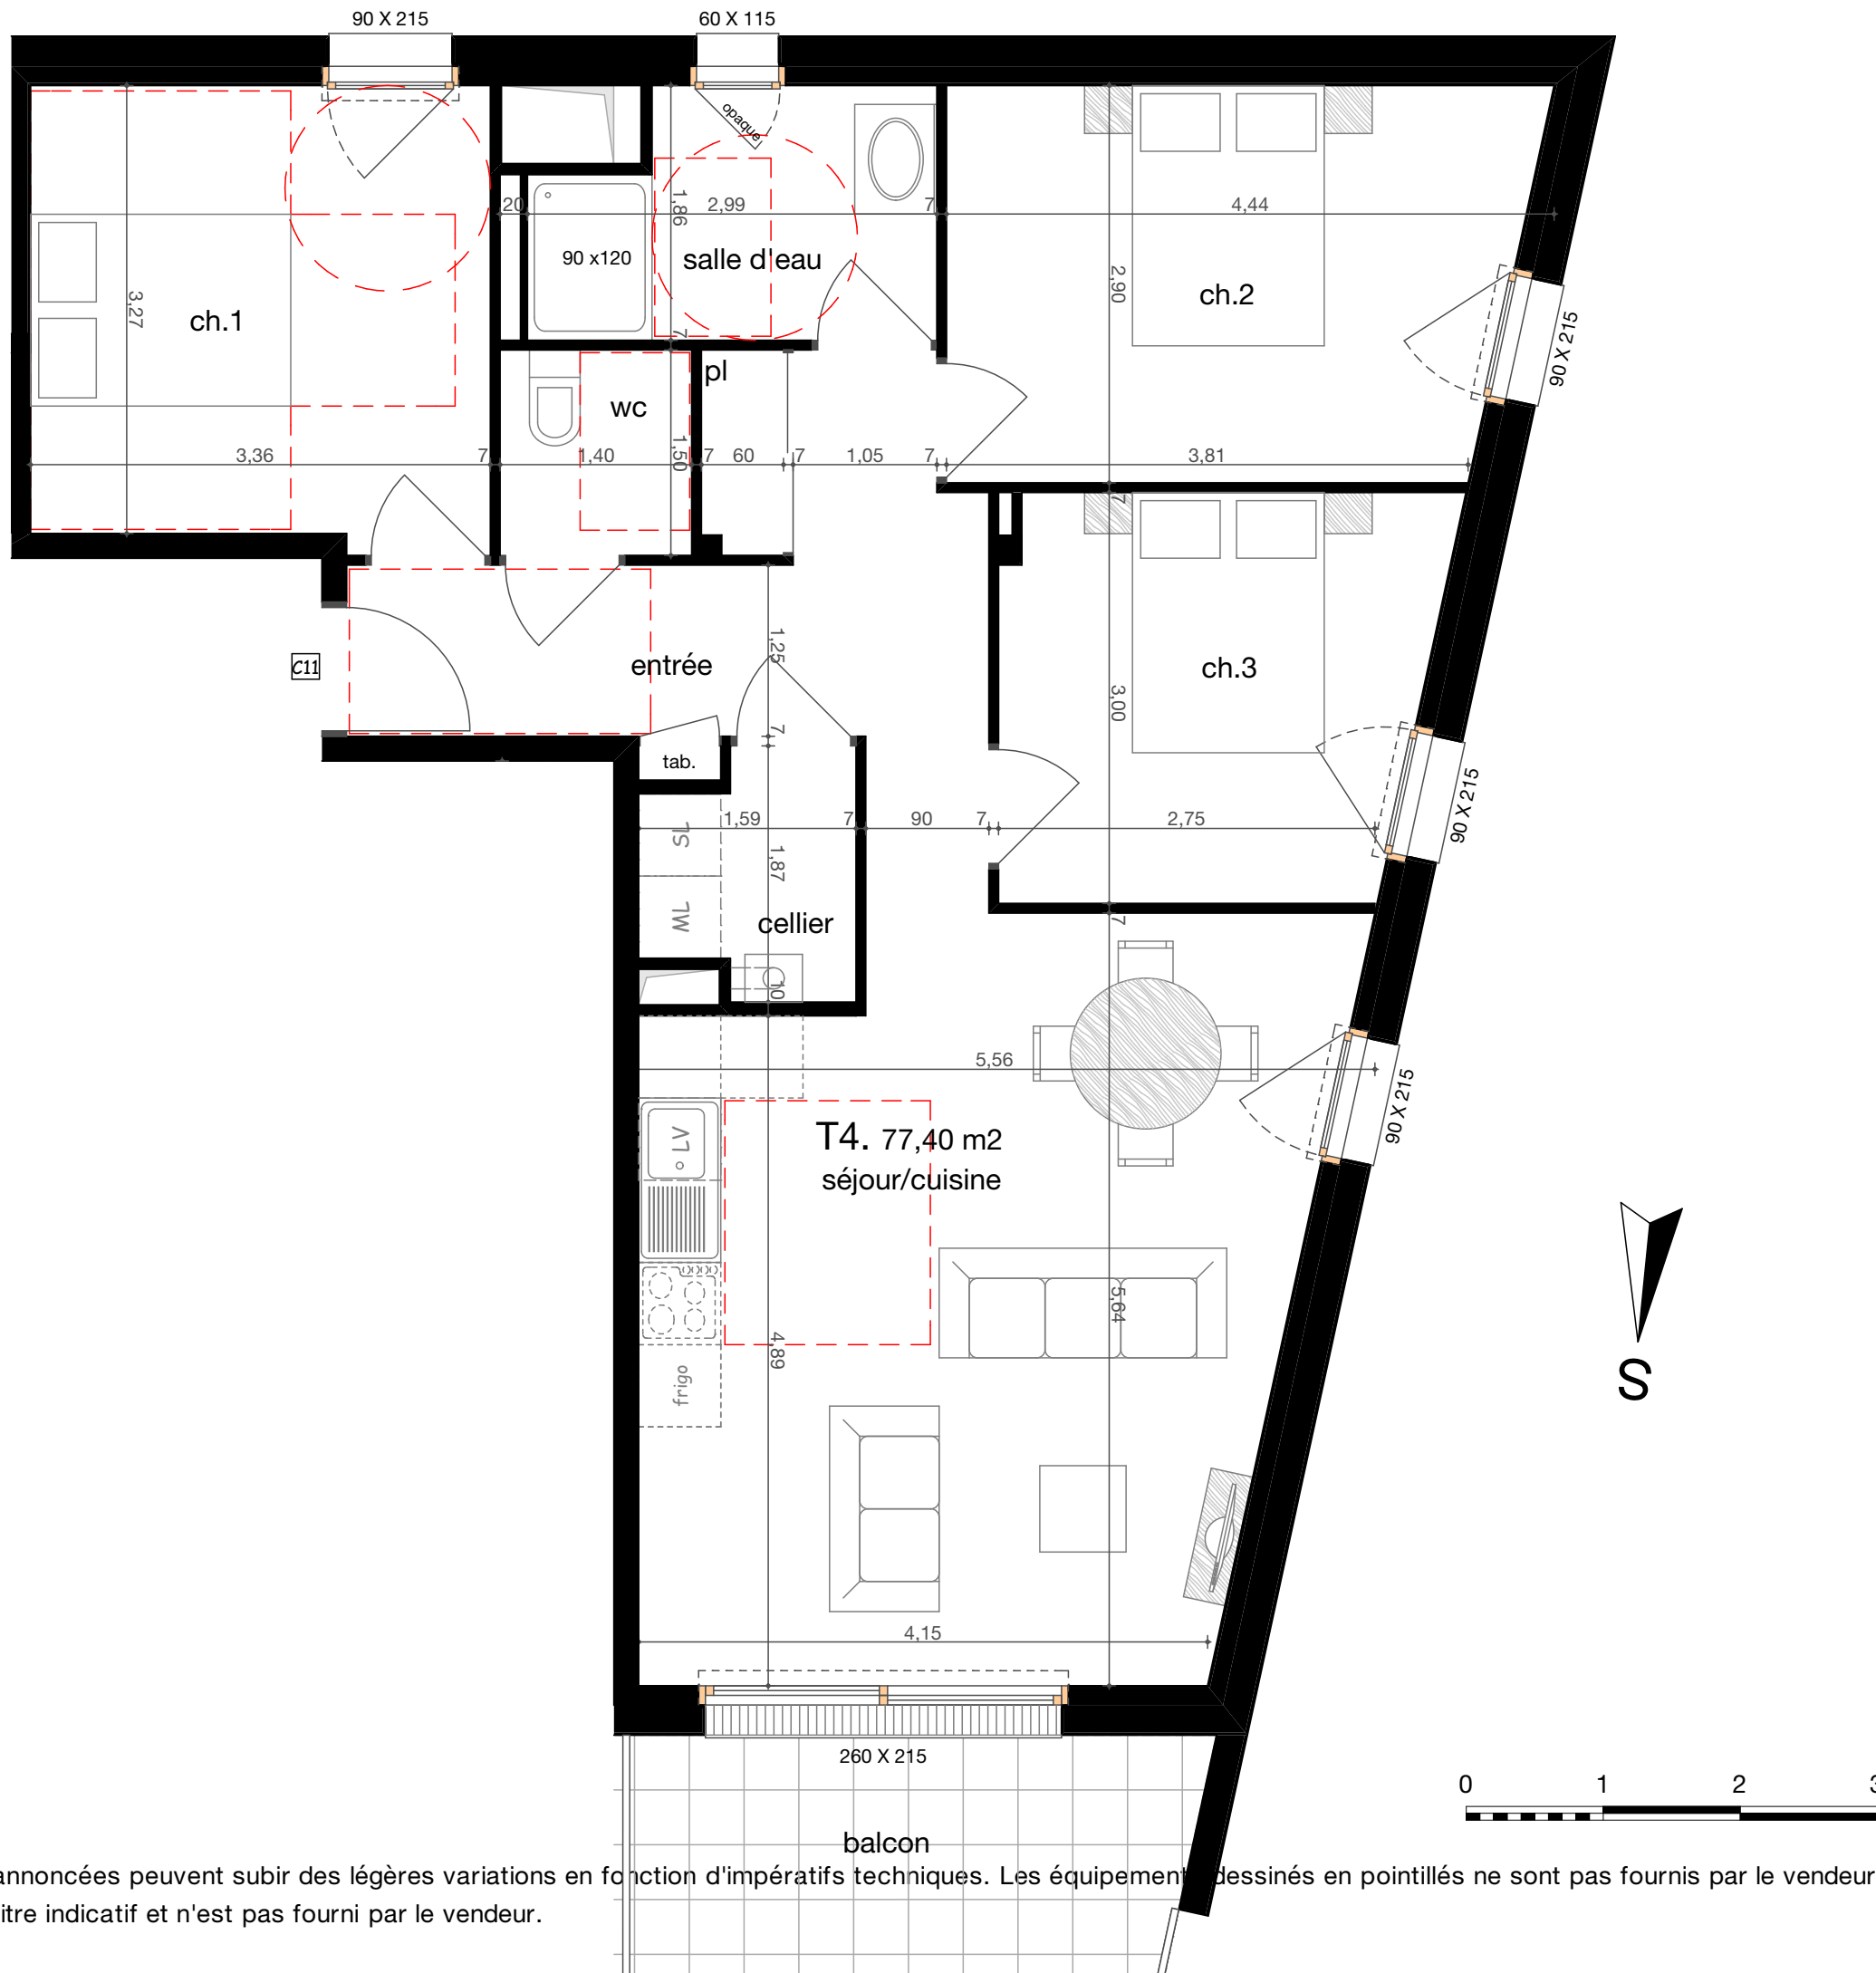 90 X 215
60 X 115
opaque
20
2,99
7
4,44
1,86
90 x120
salle d'eau
2,90
ch.2
3,27
ch.1
7
90 X 215
pl
wc
3,36
7
1,40
1,50
7
60
7
1,05
7
3,81
7
C11
entrée
1,25
ch.3
3,00
7
tab.
90 X 215
1,59
7
90
7
2,75
SL
1,87
ML
cellier
7
10
5,56
90 X 215
LV
T4. 77,40 m2
séjour/cuisine
5,64
4,89
frigo
S
4,15
260 X 215
0 1 2 3
balcon
annoncées peuvent subir des légères variations en fonction d'impératifs techniques. Les équipements dessinés en pointillés ne sont pas fournis par le vendeur
itre indicatif et n'est pas fourni par le vendeur.